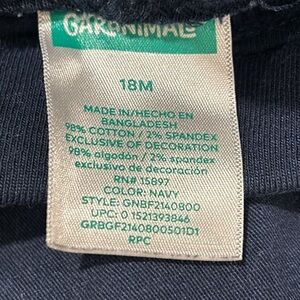 GARANIMALS
18M
MADE IN/HECHO EN
BANGLADESH
98% COTTON / 2% SPANDEX
EXCLUSIVE OF DECORATION
98% algodón / 2% spandex
exclusivo de decoración
RN# 15897
COLOR: NAVY
STYLE: GNBF2140800
UPC: 0 1521393846
GRBGF2140800501D1
RPC